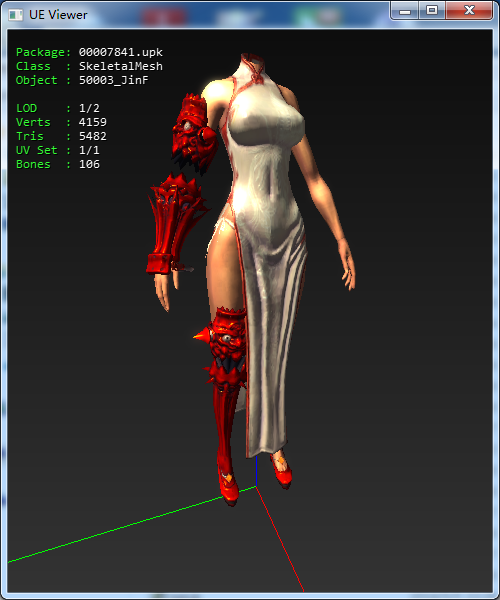 UE Viewer
Package: 00007841.upk
Class : SkeletalMesh
Object : 50003_JinF
LOD : 1/2
Verts : 4159
Tris : 5482
UV Set : 1/1
Bones : 106